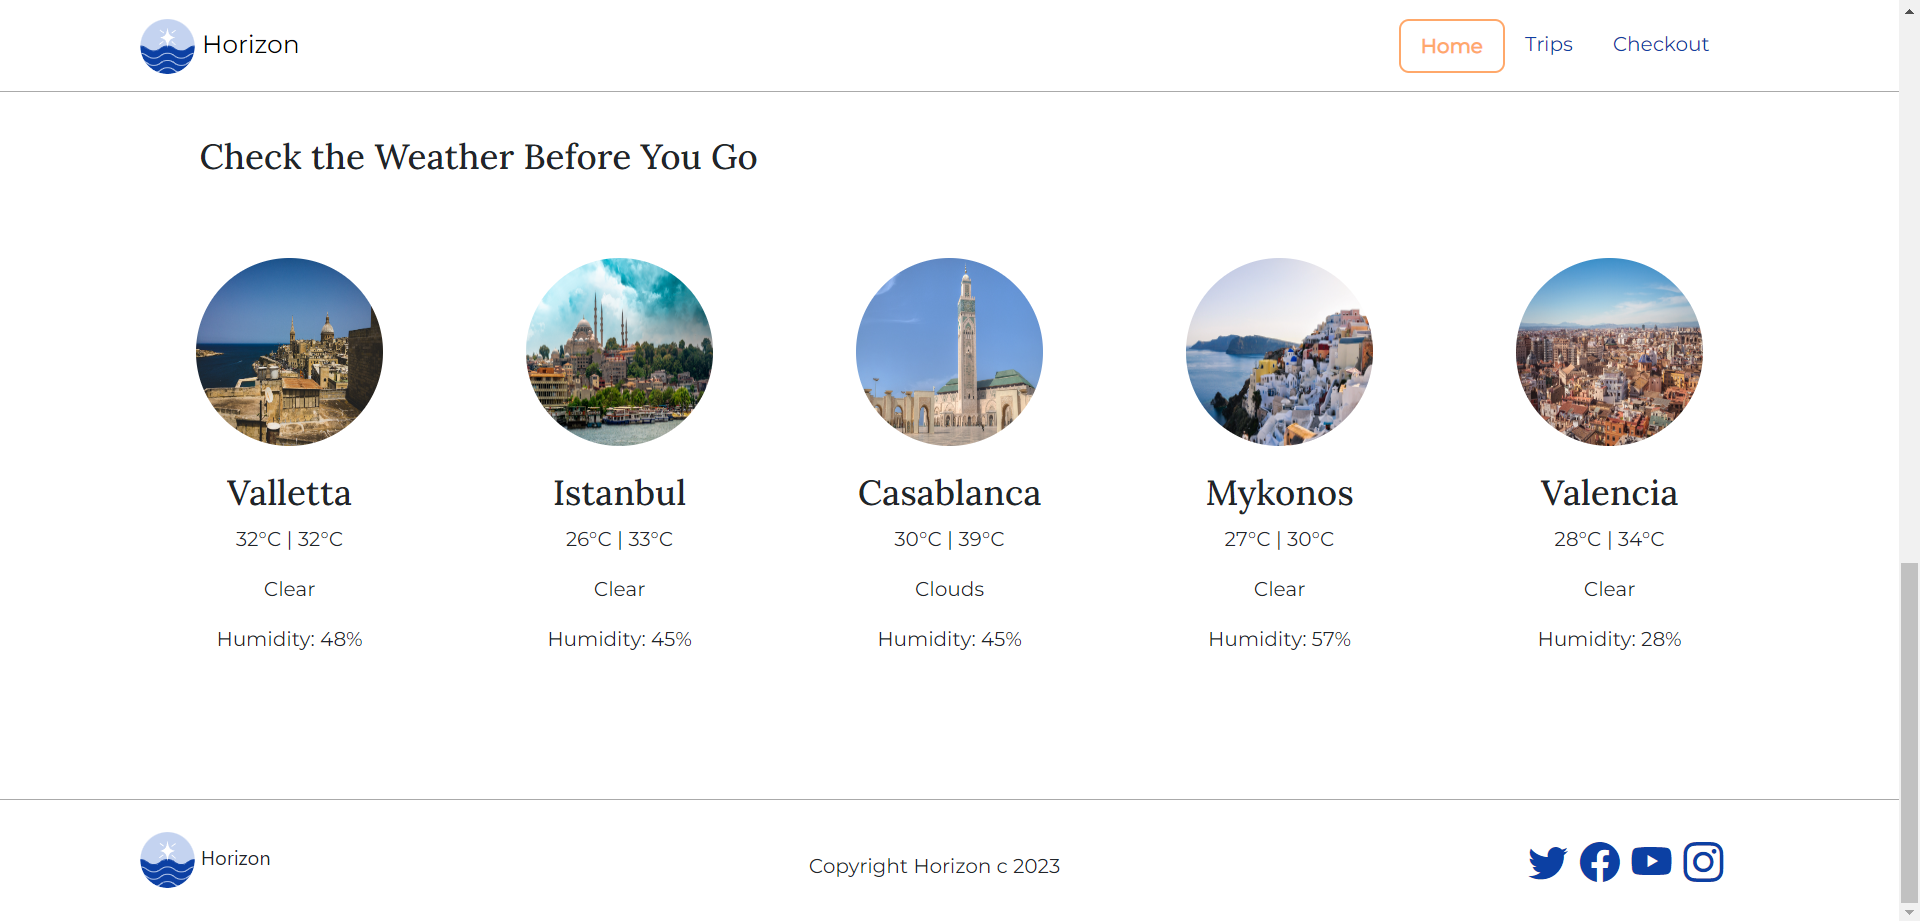 Horizon
Home Trips Checkout
Check the Weather Before You Go
Valletta
32°C | 32°C
Clear
Humidity: 48%
Istanbul
26°C | 33°C
Clear
Humidity: 45%
Casablanca
30°C | 39°C
Clouds
Humidity: 45%
Mykonos
27°C | 30°C
Clear
Humidity: 57%
Valencia
28°C | 34°C
Clear
Humidity: 28%
Horizon
Copyright Horizon c 2023